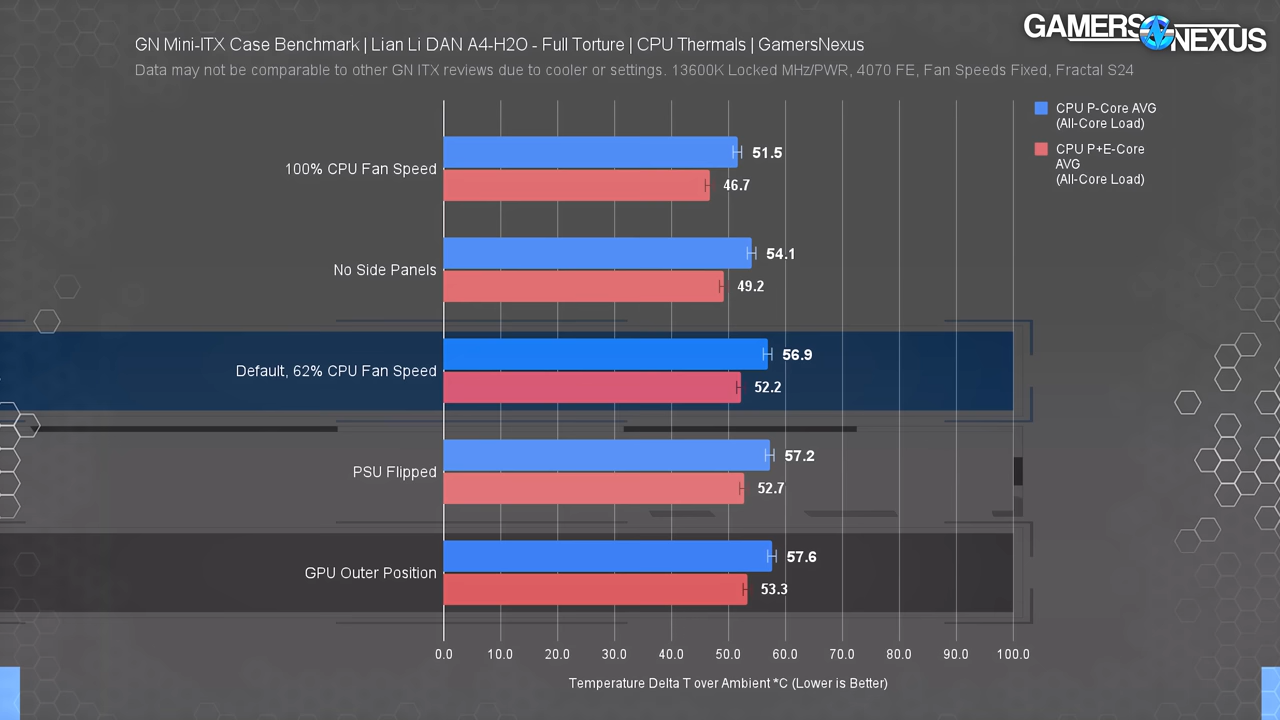 GAMERS NEXUS
GN Mini-ITX Case Benchmark | Lian Li DAN A4-H2O - Full Torture | CPU Thermals | GamersNexus
Data may not be comparable to other GN ITX reviews due to cooler or settings. 13600K Locked MHz/PWR, 4070 FE, Fan Speeds Fixed, Fractal S24
CPU P-Core AVG
(All-Core Load)
CPU P+E-Core
AVG
(All-Core Load)
100% CPU Fan Speed
51.5
46.7
No Side Panels
54.1
49.2
Default, 62% CPU Fan Speed
56.9
52.2
PSU Flipped
57.2
52.7
GPU Outer Position
57.6
53.3
0.0 10.0 20.0 30.0 40.0 50.0 60.0 70.0 80.0 90.0 100.0
Temperature Delta T over Ambient *C (Lower is Better)